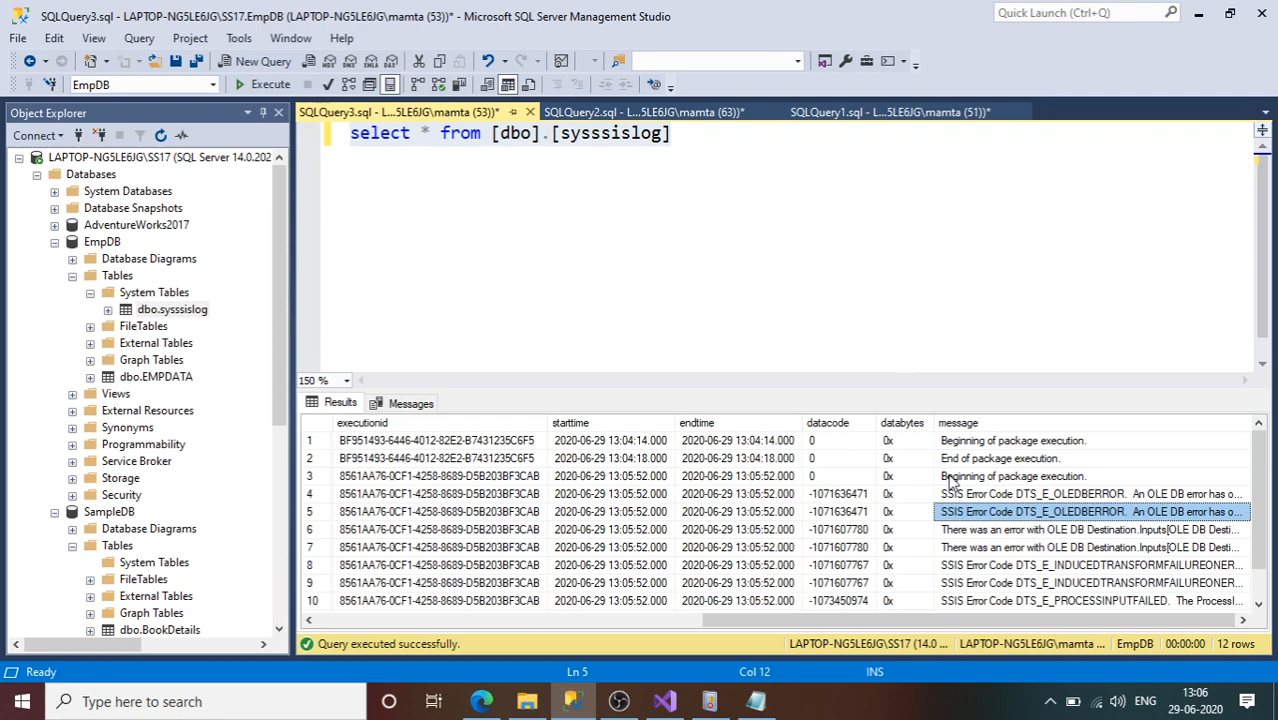 SQLQuery3.sql - LAPTOP-NG5LE6JG\SS17.EmpDB (LAPTOP-NG5LE6JG\mamta (53))* - Microsoft SQL Server Management Studio
Quick Launch (Ctrl+Q)
File Edit View Query Project Tools Window Help
New Query
EmpDB
Execute
Object Explorer
SQLQuery3.sql - L...5LE6JG\mamta (53))*
SQLQuery2.sql - L...5LE6JG\mamta (63))*
SQLQuery1.sql - L...5LE6JG\mamta (51))*
Connect
select * from [dbo].[sysssislog]
LAPTOP-NG5LE6JG\SS17 (SQL Server 14.0.202
Databases
System Databases
Database Snapshots
AdventureWorks2017
EmpDB
Database Diagrams
Tables
System Tables
dbo.sysssislog
FileTables
External Tables
Graph Tables
dbo.EMPDATA
Views
External Resources
Synonyms
Programmability
Service Broker
Storage
Security
SampleDB
Database Diagrams
Tables
System Tables
FileTables
External Tables
Graph Tables
dbo.BookDetails
150 %
Results Messages
executionid starttime endtime datacode databytes message
1 BF951493-6446-4012-82E2-B7431235C6F5 2020-06-29 13:04:14.000 2020-06-29 13:04:14.000 0 0x Beginning of package execution.
2 BF951493-6446-4012-82E2-B7431235C6F5 2020-06-29 13:04:18.000 2020-06-29 13:04:18.000 0 0x End of package execution.
3 8561AA76-0CF1-4258-8689-D5B203BF3CAB 2020-06-29 13:05:52.000 2020-06-29 13:05:52.000 0 0x Beginning of package execution.
4 8561AA76-0CF1-4258-8689-D5B203BF3CAB 2020-06-29 13:05:52.000 2020-06-29 13:05:52.000 -1071636471 0x SSIS Error Code DTS_E_OLEDBERROR. An OLE DB error has o...
5 8561AA76-0CF1-4258-8689-D5B203BF3CAB 2020-06-29 13:05:52.000 2020-06-29 13:05:52.000 -1071636471 0x SSIS Error Code DTS_E_OLEDBERROR. An OLE DB error has o...
6 8561AA76-0CF1-4258-8689-D5B203BF3CAB 2020-06-29 13:05:52.000 2020-06-29 13:05:52.000 -1071607780 0x There was an error with OLE DB Destination.Inputs[OLE DB Desti...
7 8561AA76-0CF1-4258-8689-D5B203BF3CAB 2020-06-29 13:05:52.000 2020-06-29 13:05:52.000 -1071607780 0x There was an error with OLE DB Destination.Inputs[OLE DB Desti...
8 8561AA76-0CF1-4258-8689-D5B203BF3CAB 2020-06-29 13:05:52.000 2020-06-29 13:05:52.000 -1071607767 0x SSIS Error Code DTS_E_INDUCEDTRANSFORMFAILUREONER...
9 8561AA76-0CF1-4258-8689-D5B203BF3CAB 2020-06-29 13:05:52.000 2020-06-29 13:05:52.000 -1071607767 0x SSIS Error Code DTS_E_INDUCEDTRANSFORMFAILUREONER...
10 8561AA76-0CF1-4258-8689-D5B203BF3CAB 2020-06-29 13:05:52.000 2020-06-29 13:05:52.000 -1073450974 0x SSIS Error Code DTS_E_PROCESSINPUTFAILED. The ProcessI...
Query executed successfully. LAPTOP-NG5LE6JG\SS17 (14.0 ... LAPTOP-NG5LE6JG\mamta ... EmpDB 00:00:00 12 rows
Ready Ln 5 Col 12 INS
Type here to search
ENG
13:06
29-06-2020